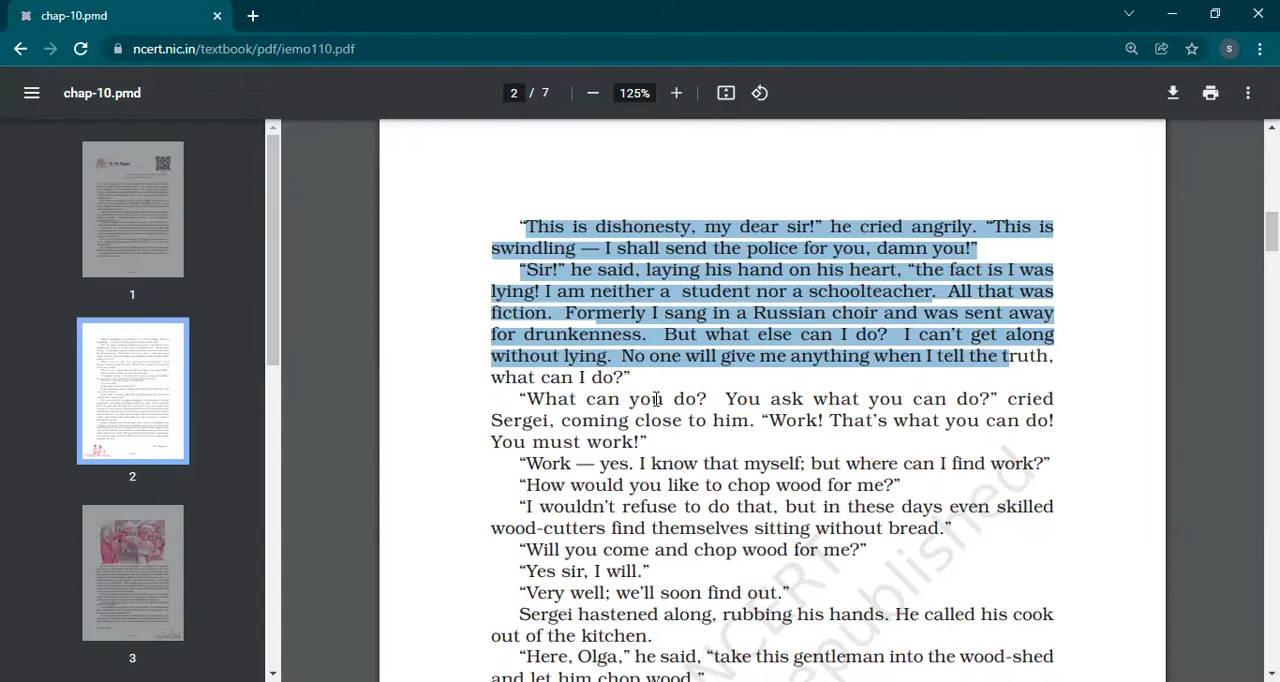 chap-10.pmd
ncert.nic.in/textbook/pdf/iemo110.pdf
S
chap-10.pmd
2 / 7
125%
1
2
3
“This is dishonesty, my dear sir!” he cried angrily. “This is
swindling — I shall send the police for you, damn you!”
“Sir!” he said, laying his hand on his heart, “the fact is I was
lying! I am neither a student nor a schoolteacher. All that was
fiction. Formerly I sang in a Russian choir and was sent away
for drunkenness. But what else can I do? I can’t get along
without lying. No one will give me anything when I tell the truth,
what can I do?”
“What can you do? You ask what you can do?” cried
Sergei, coming close to him. “Work! That’s what you can do!
You must work!”
“Work — yes. I know that myself; but where can I find work?”
“How would you like to chop wood for me?”
“I wouldn’t refuse to do that, but in these days even skilled
wood-cutters find themselves sitting without bread.”
“Will you come and chop wood for me?”
“Yes sir, I will.”
“Very well; we’ll soon find out.”
Sergei hastened along, rubbing his hands. He called his cook
out of the kitchen.
“Here, Olga,” he said, “take this gentleman into the wood-shed
and let him chop wood.”
NCERT
republished